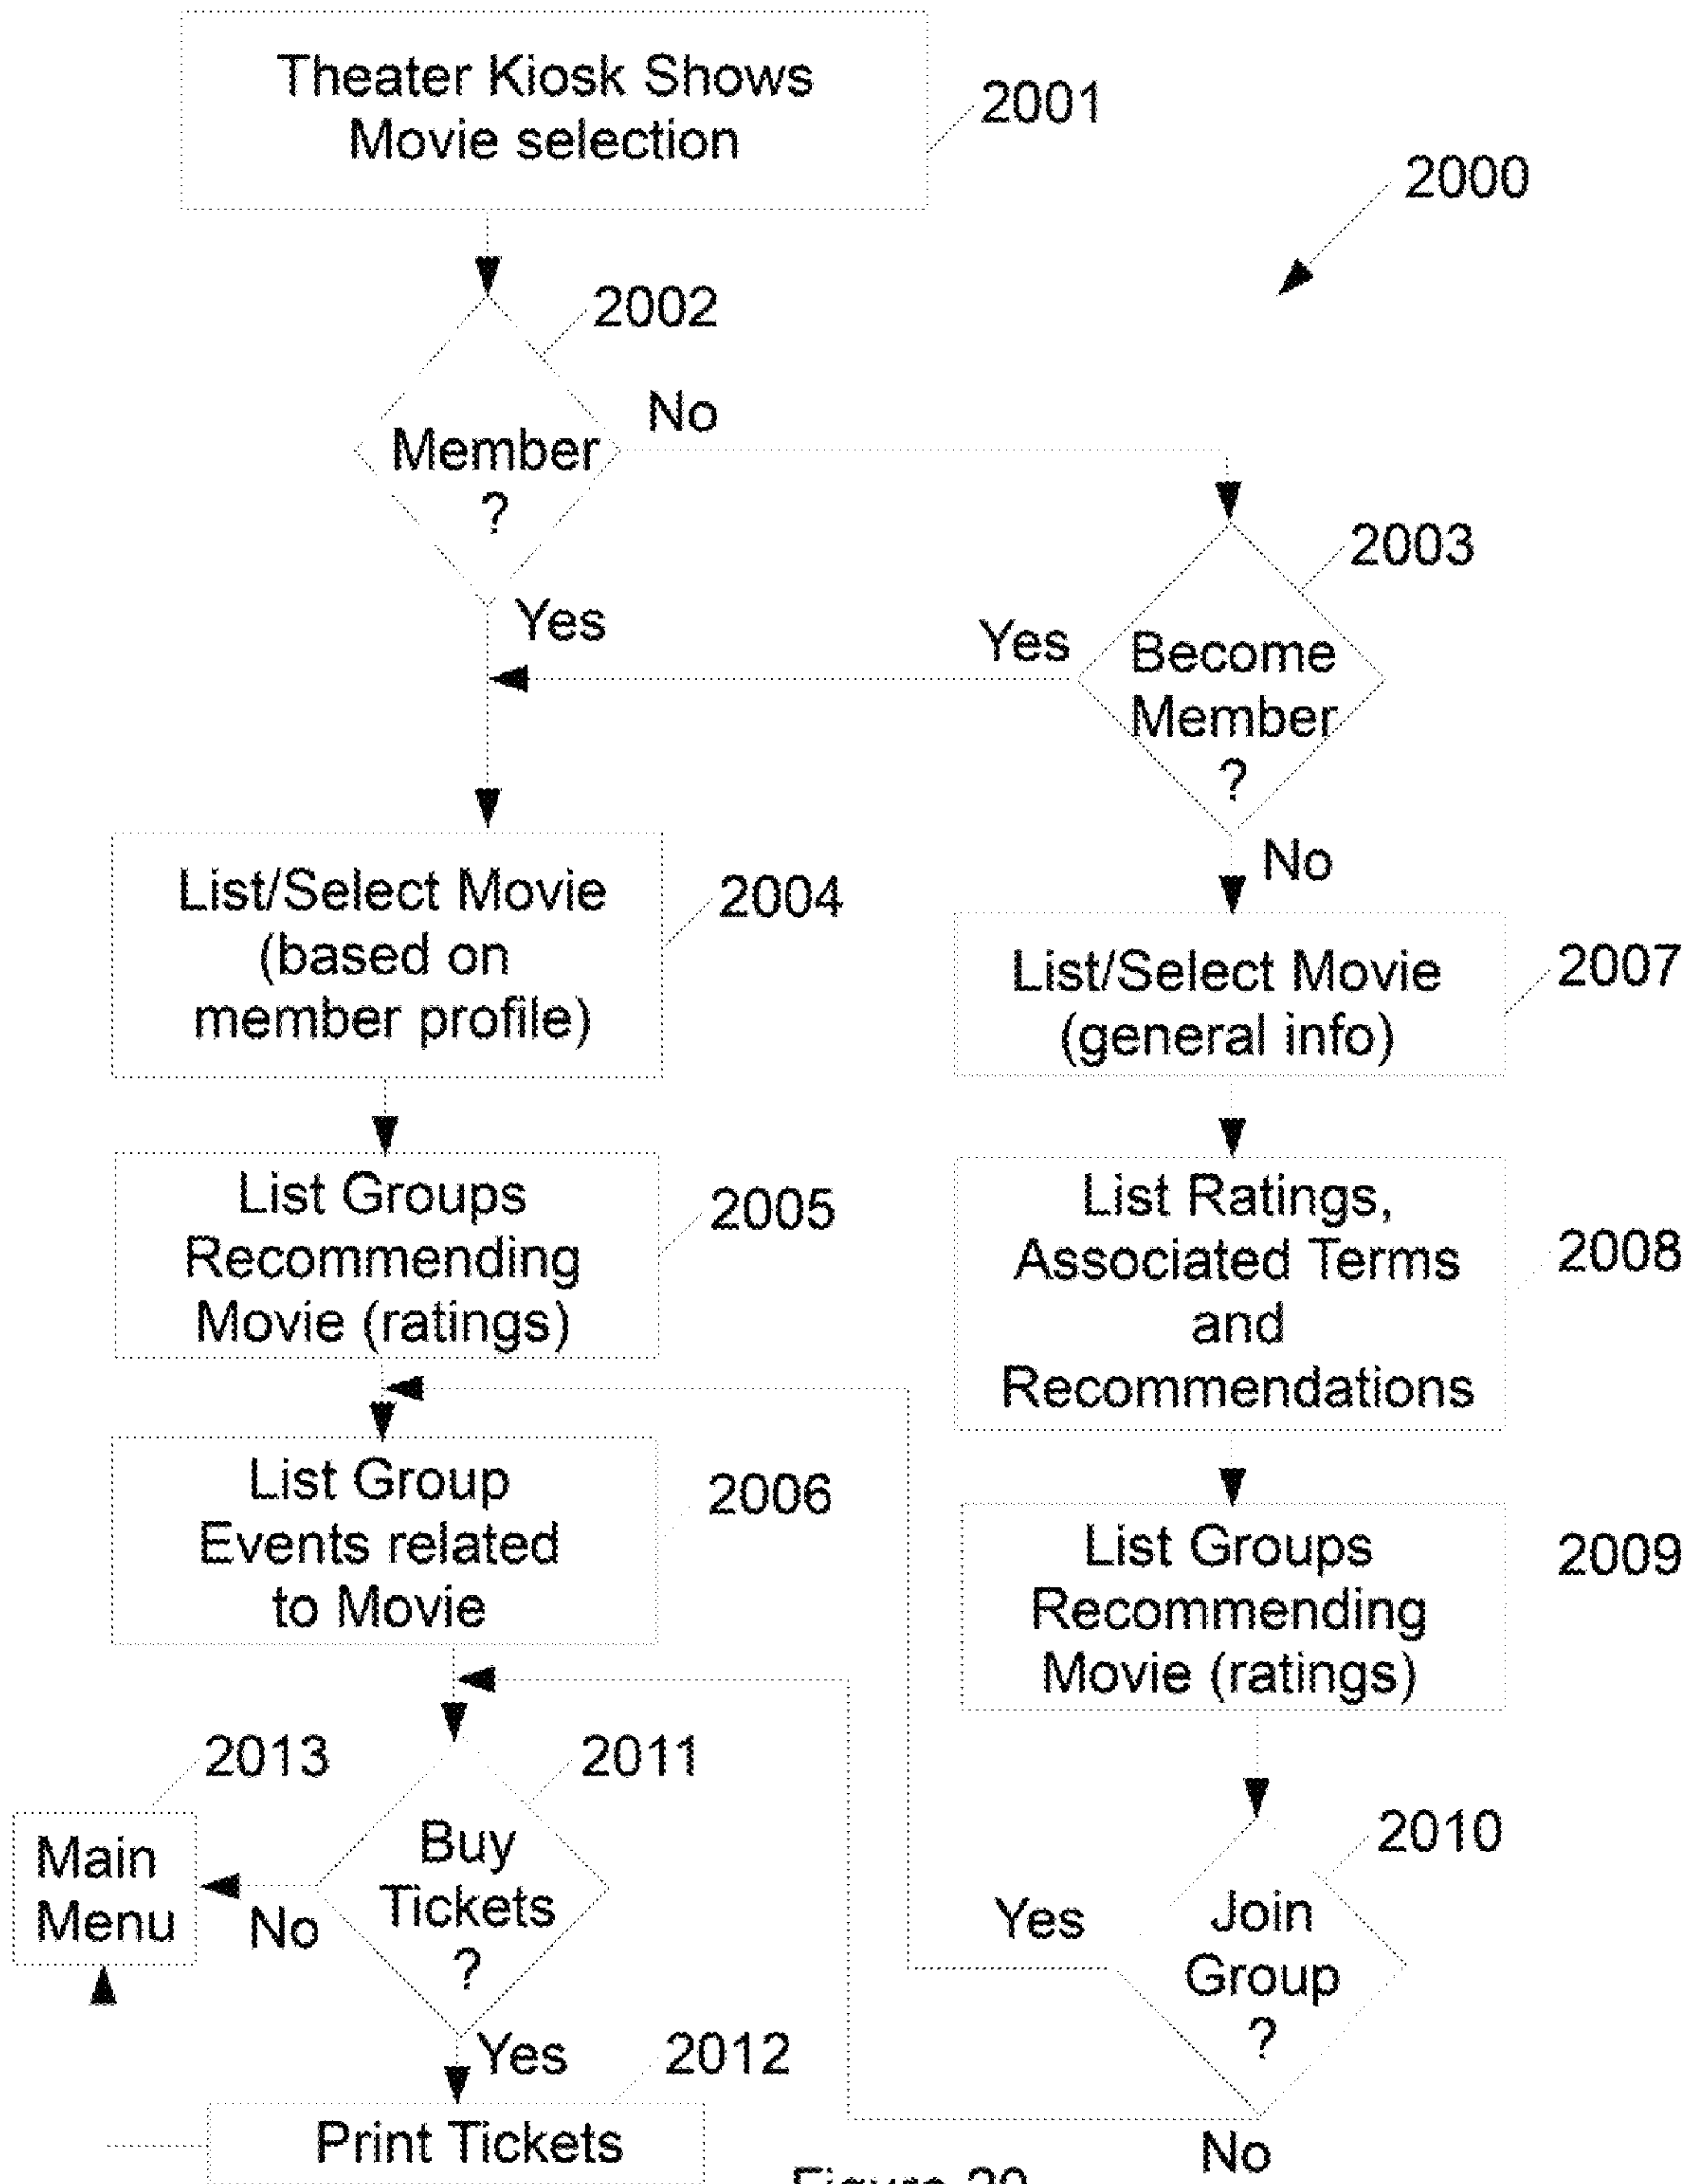 Theater Kiosk Shows
Movie selection
2001
2000
2002
No
Member
?
Yes
2003
Yes
Become
Member
?
No
List/Select Movie
(based on
member profile)
2004
List/Select Movie
(general info)
2007
List Groups
Recommending
Movie (ratings)
2005
List Ratings,
Associated Terms
and
Recommendations
2008
List Group
Events related
to Movie
2006
List Groups
Recommending
Movie (ratings)
2009
2013
2011
Main
Menu
No
Buy
Tickets
?
2010
Yes
Join
Group
?
Yes
2012
Print Tickets
No
Figure 20